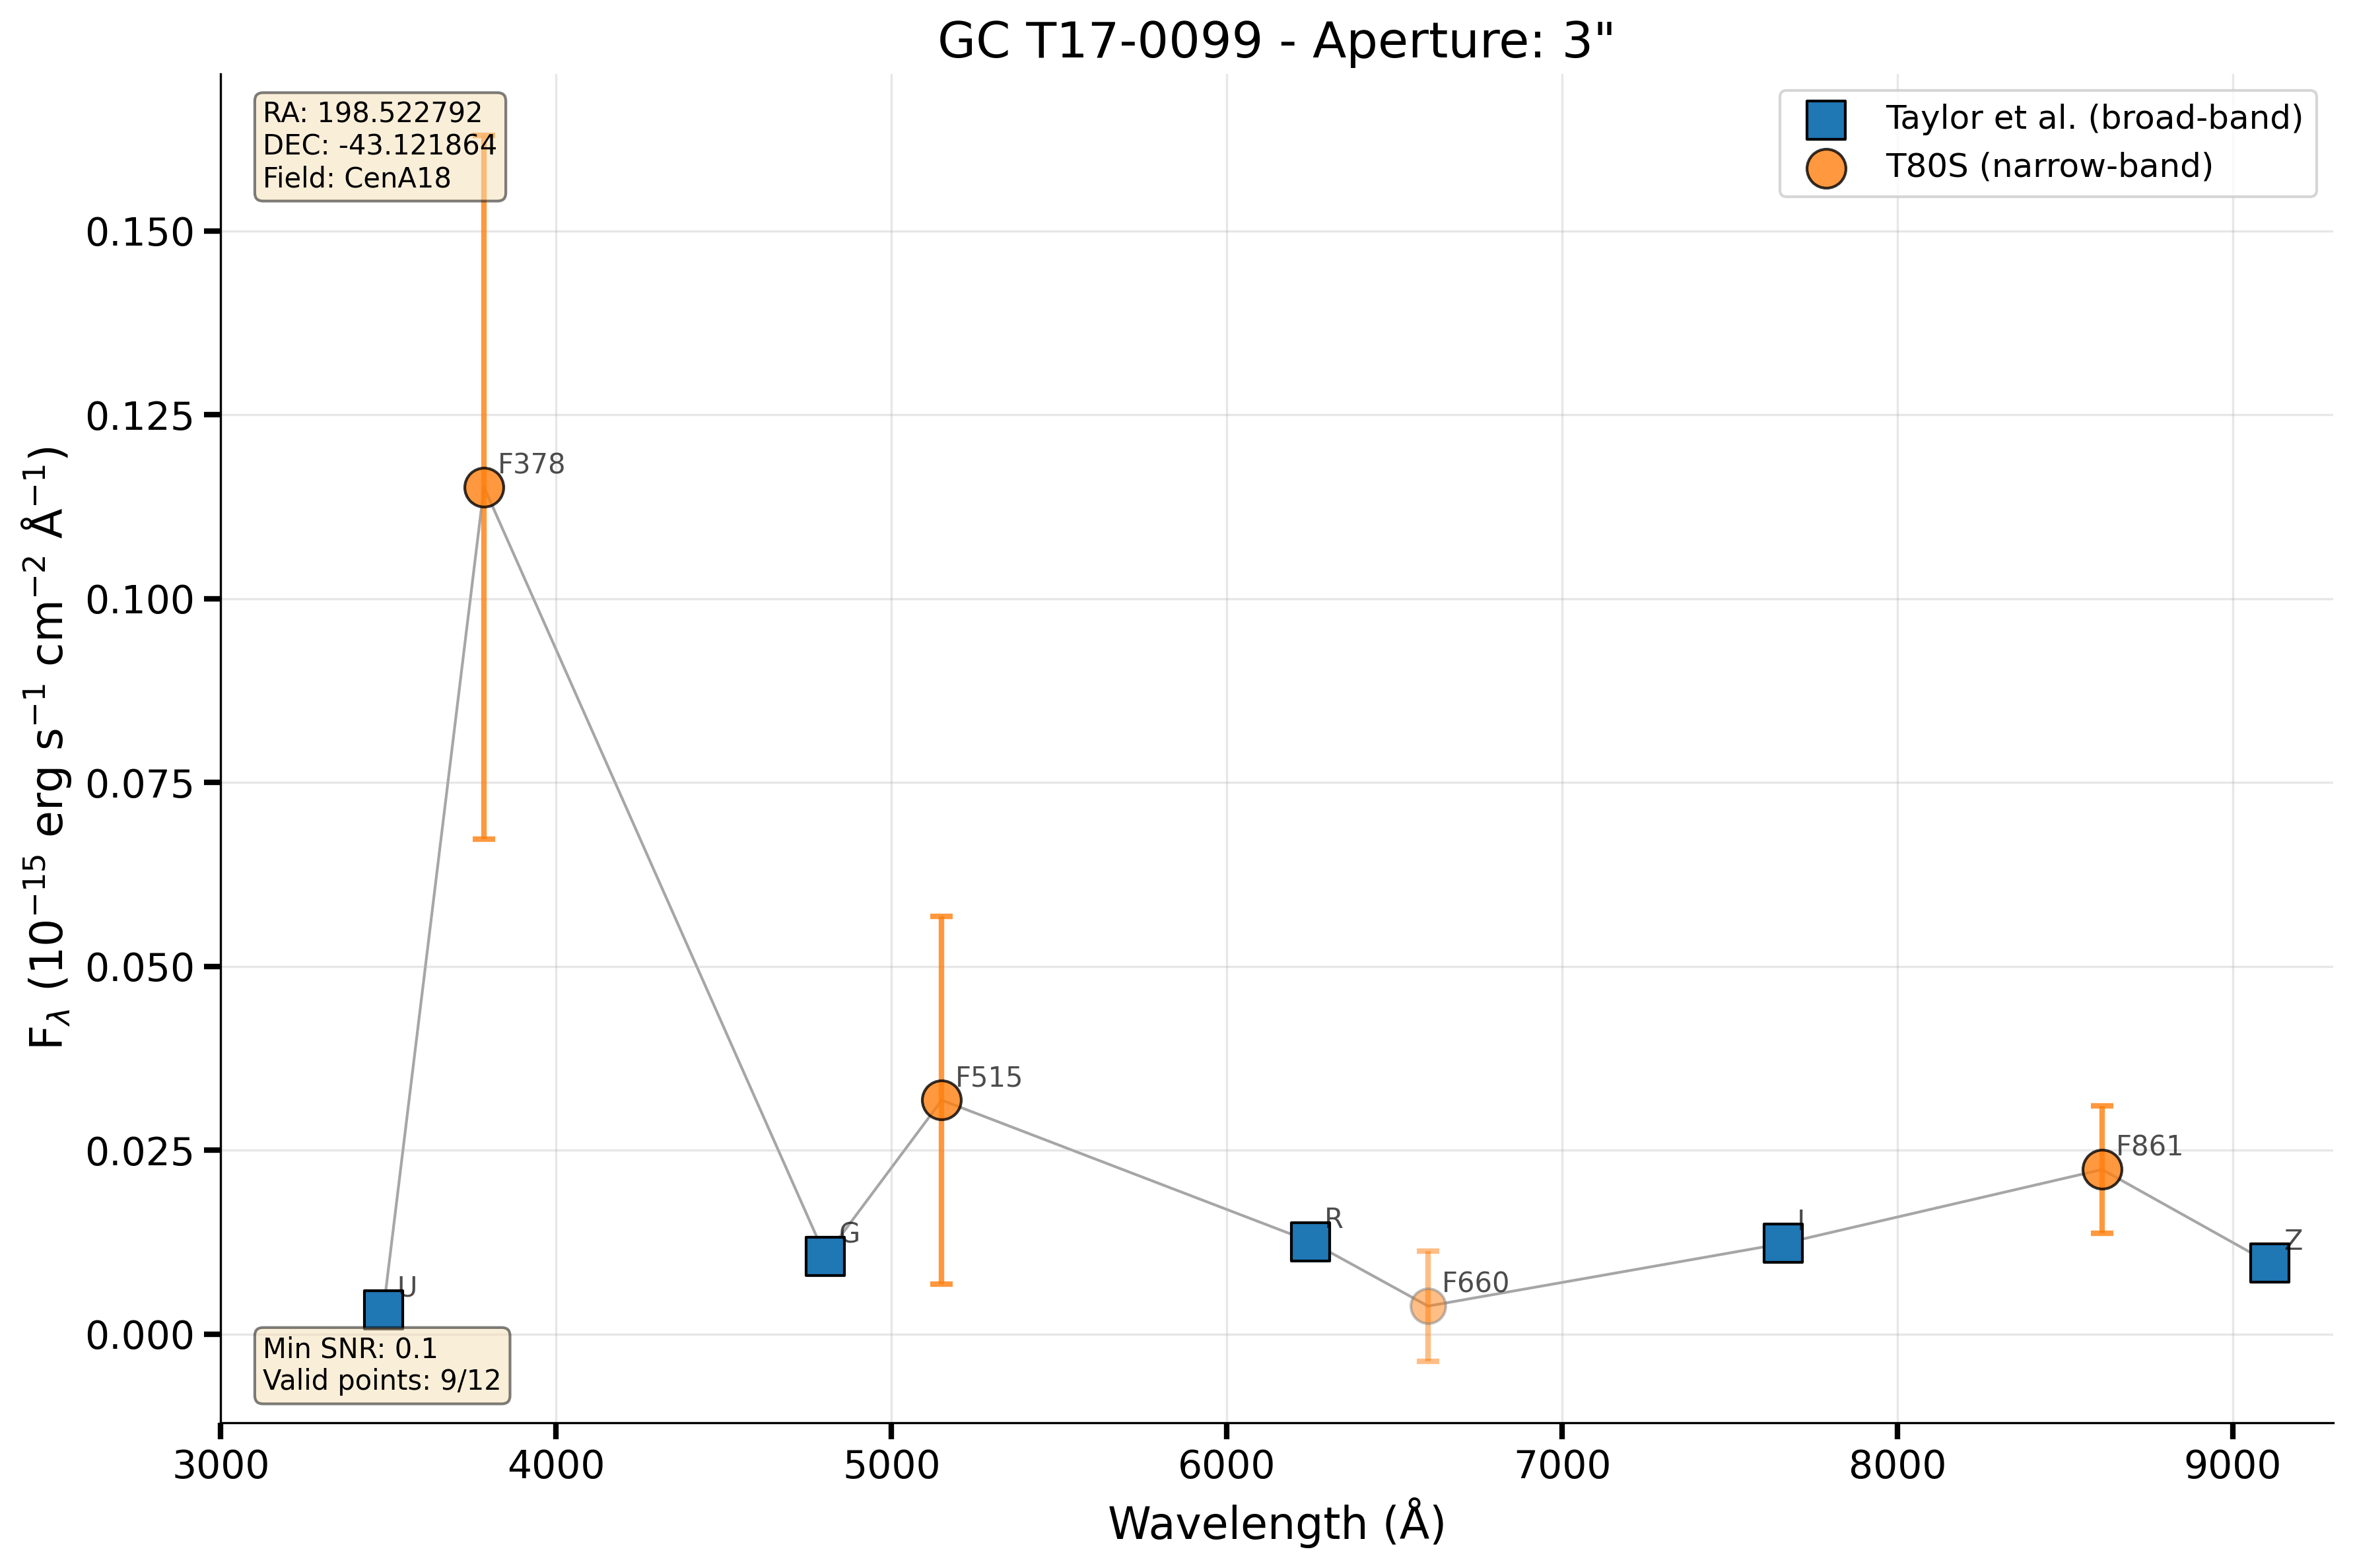 GC T17-0099 - Aperture: 3"
RA: 198.522792
DEC: -43.121864
Field: CenA18
Taylor et al. (broad-band)
T80S (narrow-band)
F_λ (10⁻¹⁵ erg s⁻¹ cm⁻² Å⁻¹)
0.150
0.125
0.100
0.075
0.050
0.025
0.000
F378
F515
F861
R
I
G
Z
U
F660
Min SNR: 0.1
Valid points: 9/12
3000
4000
5000
6000
7000
8000
9000
Wavelength (Å)